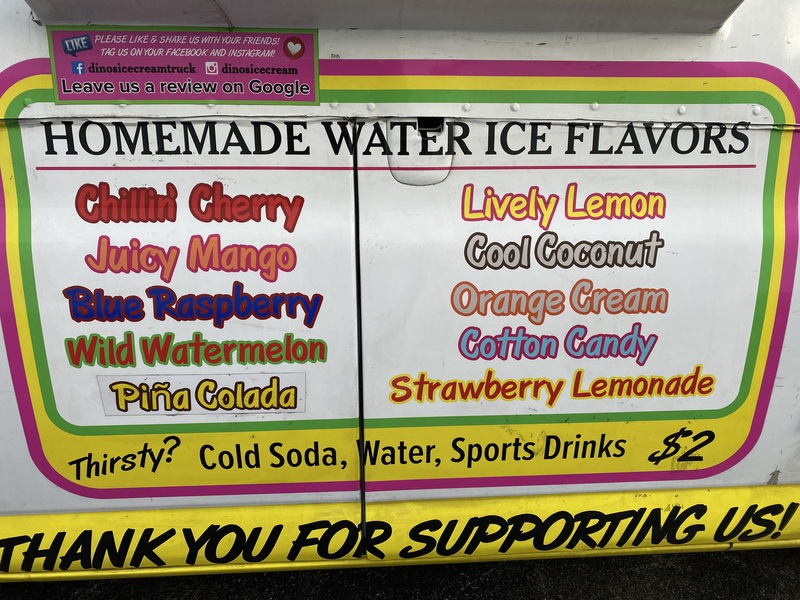 LIKE PLEASE LIKE & SHARE US WITH YOUR FRIENDS!
TAG US ON YOUR FACEBOOK AND INSTAGRAM!
f dinosicecreamtruck dinosicecream
Leave us a review on Google
HOMEMADE WATER ICE FLAVORS
Chillin' Cherry
Juicy Mango
Blue Raspberry
Wild Watermelon
Piña Colada
Lively Lemon
Cool Coconut
Orange Cream
Cotton Candy
Strawberry Lemonade
Thirsty? Cold Soda, Water, Sports Drinks $2
THANK YOU FOR SUPPORTING US!